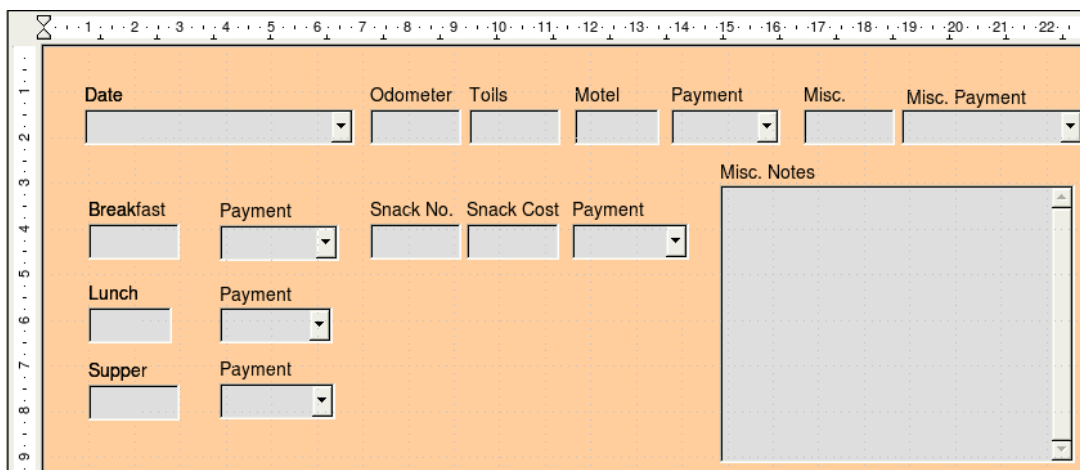 1 2 3 4 5 6 7 8 9 10 11 12 13 14 15 16 17 18 19 20 21 22
1
2
3
4
5
6
7
8
9
Date Odometer Toils Motel Payment Misc. Misc. Payment
Misc. Notes
Breakfast Payment Snack No. Snack Cost Payment
Lunch Payment
Supper Payment